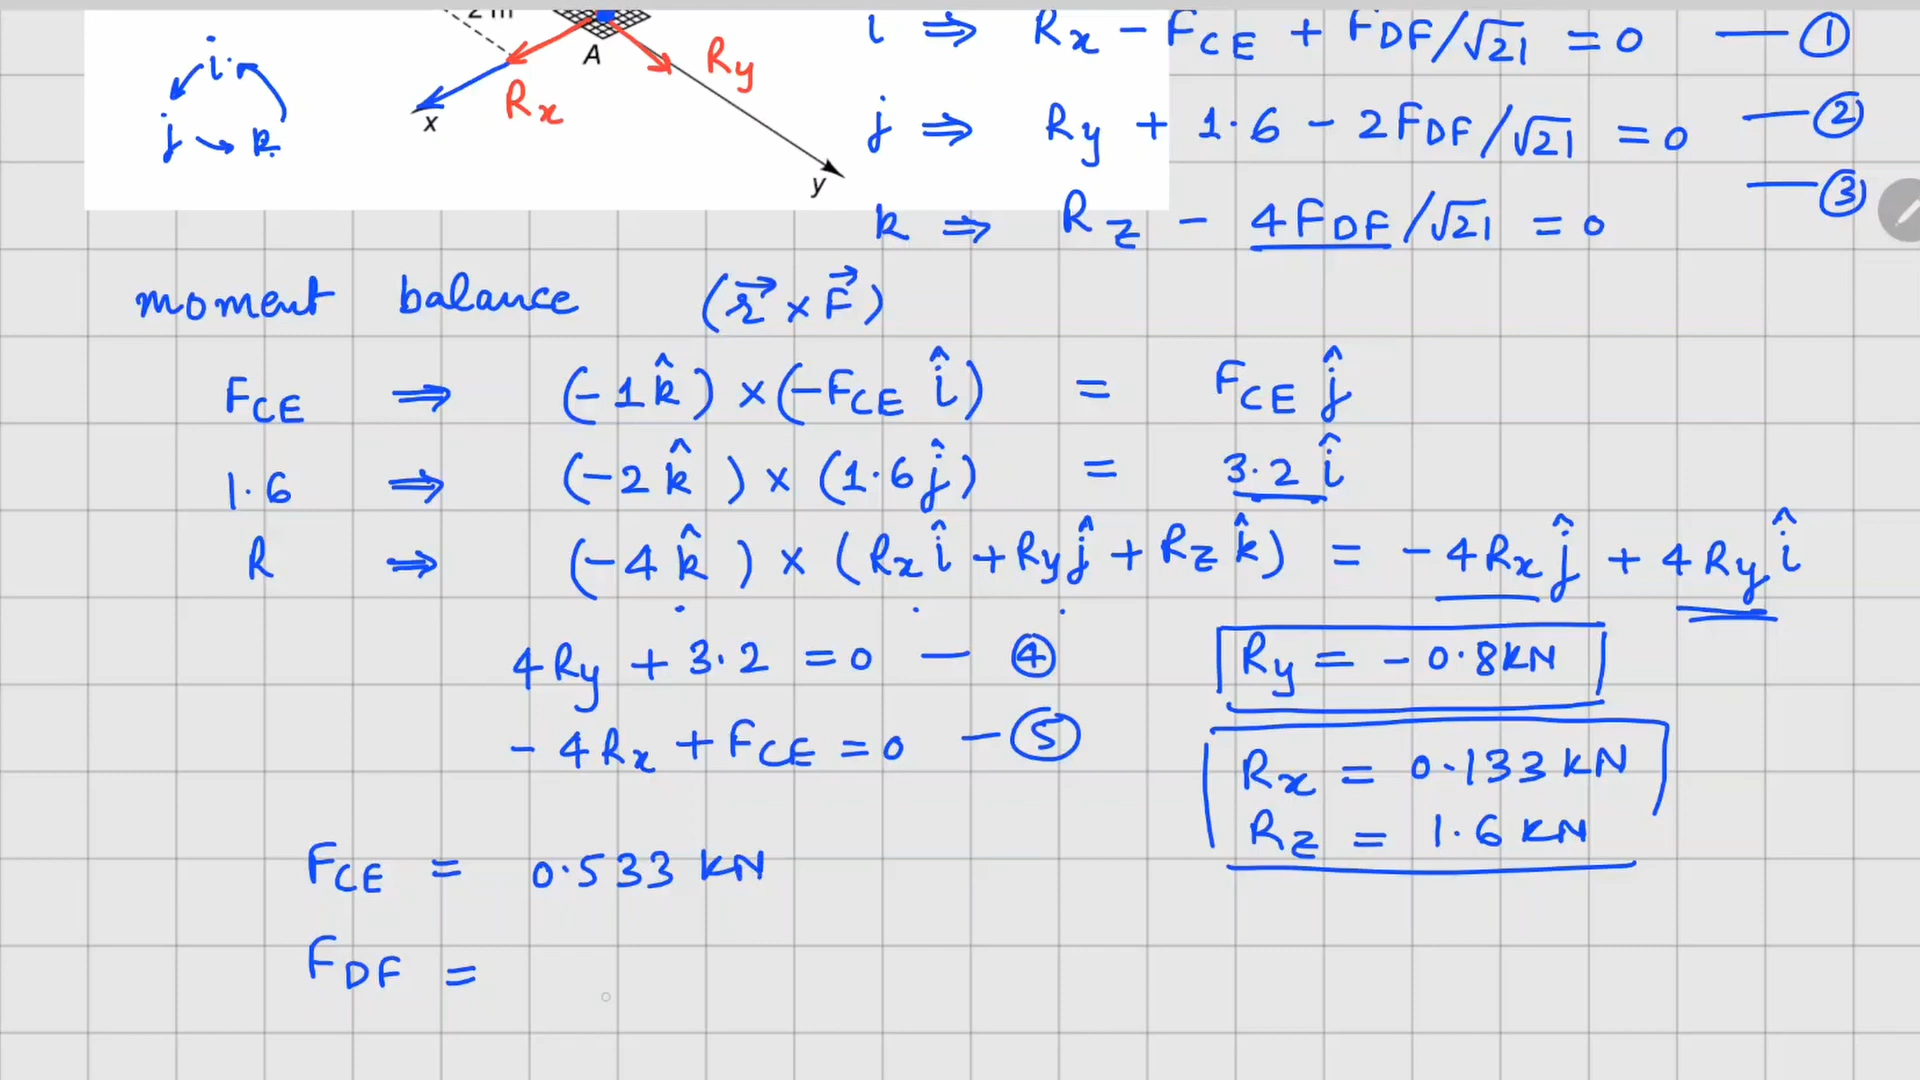 2 m
A
Rx
Ry
x
y
i
j
k
i ⇒ Rx - FCE + FDF/√21 = 0 — ①
j ⇒ Ry + 1.6 - 2FDF/√21 = 0 — ②
k ⇒ Rz - 4FDF/√21 = 0 — ③
moment balance (r⃗ × F⃗)
FCE ⇒ (-1k̂) × (-FCE î) = FCE ĵ
1.6 ⇒ (-2k̂) × (1.6ĵ) = 3.2 î
R ⇒ (-4k̂) × (Rx î + Ry ĵ + Rz k̂) = -4Rx ĵ + 4Ry î
4Ry + 3.2 = 0 — ④
Ry = -0.8KN
-4Rx + FCE = 0 — ⑤
Rx = 0.133 KN
Rz = 1.6 KN
FCE = 0.533 KN
FDF =